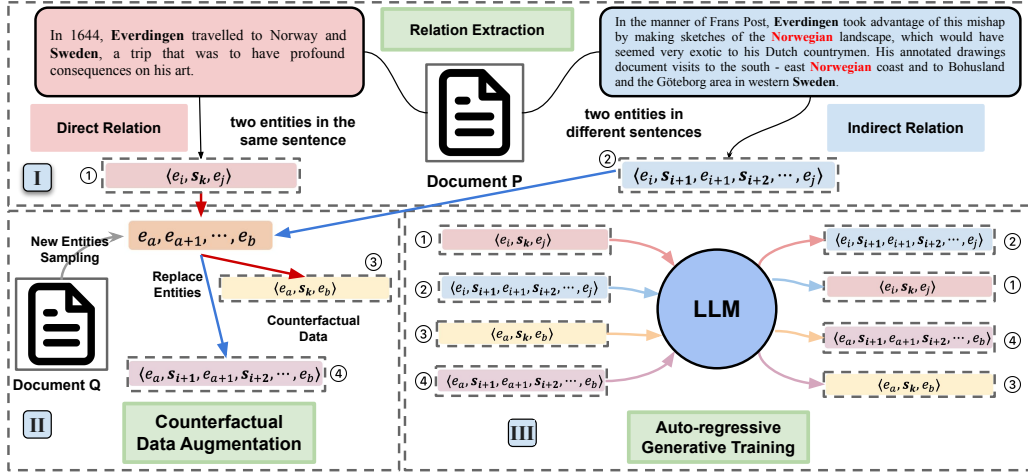 In 1644, Everdingen travelled to Norway and
Sweden, a trip that was to have profound
consequences on his art.
Relation Extraction
In the manner of Frans Post, Everdingen took advantage of this mishap
by making sketches of the Norwegian landscape, which would have
seemed very exotic to his Dutch countrymen. His annotated drawings
document visits to the south - east Norwegian coast and to Bohusland
and the Göteborg area in western Sweden.
Direct Relation
two entities in the
same sentence
two entities in
different sentences
Indirect Relation
I
① ⟨e_i, s_k, e_j⟩
Document P
② ⟨e_i, s_{i+1}, e_{i+1}, s_{i+2}, ⋯, e_j⟩
New Entities
Sampling
e_a, e_{a+1}, ⋯, e_b
Replace
Entities
③
⟨e_a, s_k, e_b⟩
Counterfactual
Data
Document Q
⟨e_a, s_{i+1}, e_{a+1}, s_{i+2}, ⋯, e_b⟩ ④
II
Counterfactual
Data Augmentation
① ⟨e_i, s_k, e_j⟩
② ⟨e_i, s_{i+1}, e_{i+1}, s_{i+2}, ⋯, e_j⟩
③ ⟨e_a, s_k, e_b⟩
④ ⟨e_a, s_{i+1}, e_{a+1}, s_{i+2}, ⋯, e_b⟩
LLM
⟨e_i, s_{i+1}, e_{i+1}, s_{i+2}, ⋯, e_j⟩ ②
⟨e_i, s_k, e_j⟩ ①
⟨e_a, s_{i+1}, e_{a+1}, s_{i+2}, ⋯, e_b⟩ ④
⟨e_a, s_k, e_b⟩ ③
III
Auto-regressive
Generative Training